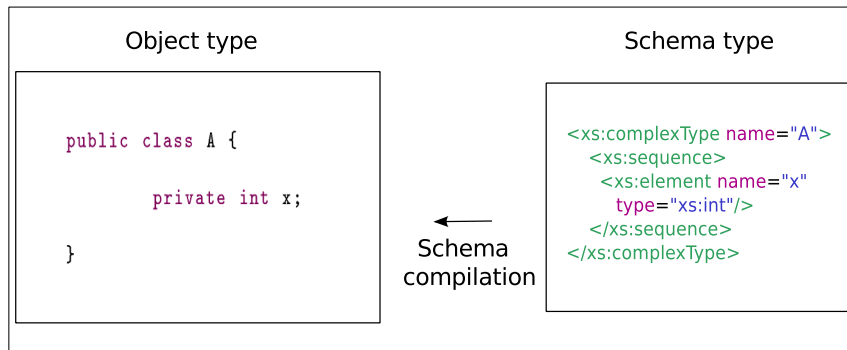 Object type
public class A {
private int x;
}
Schema
compilation
Schema type
<xs:complexType name="A">
<xs:sequence>
<xs:element name="x"
type="xs:int"/>
</xs:sequence>
</xs:complexType>